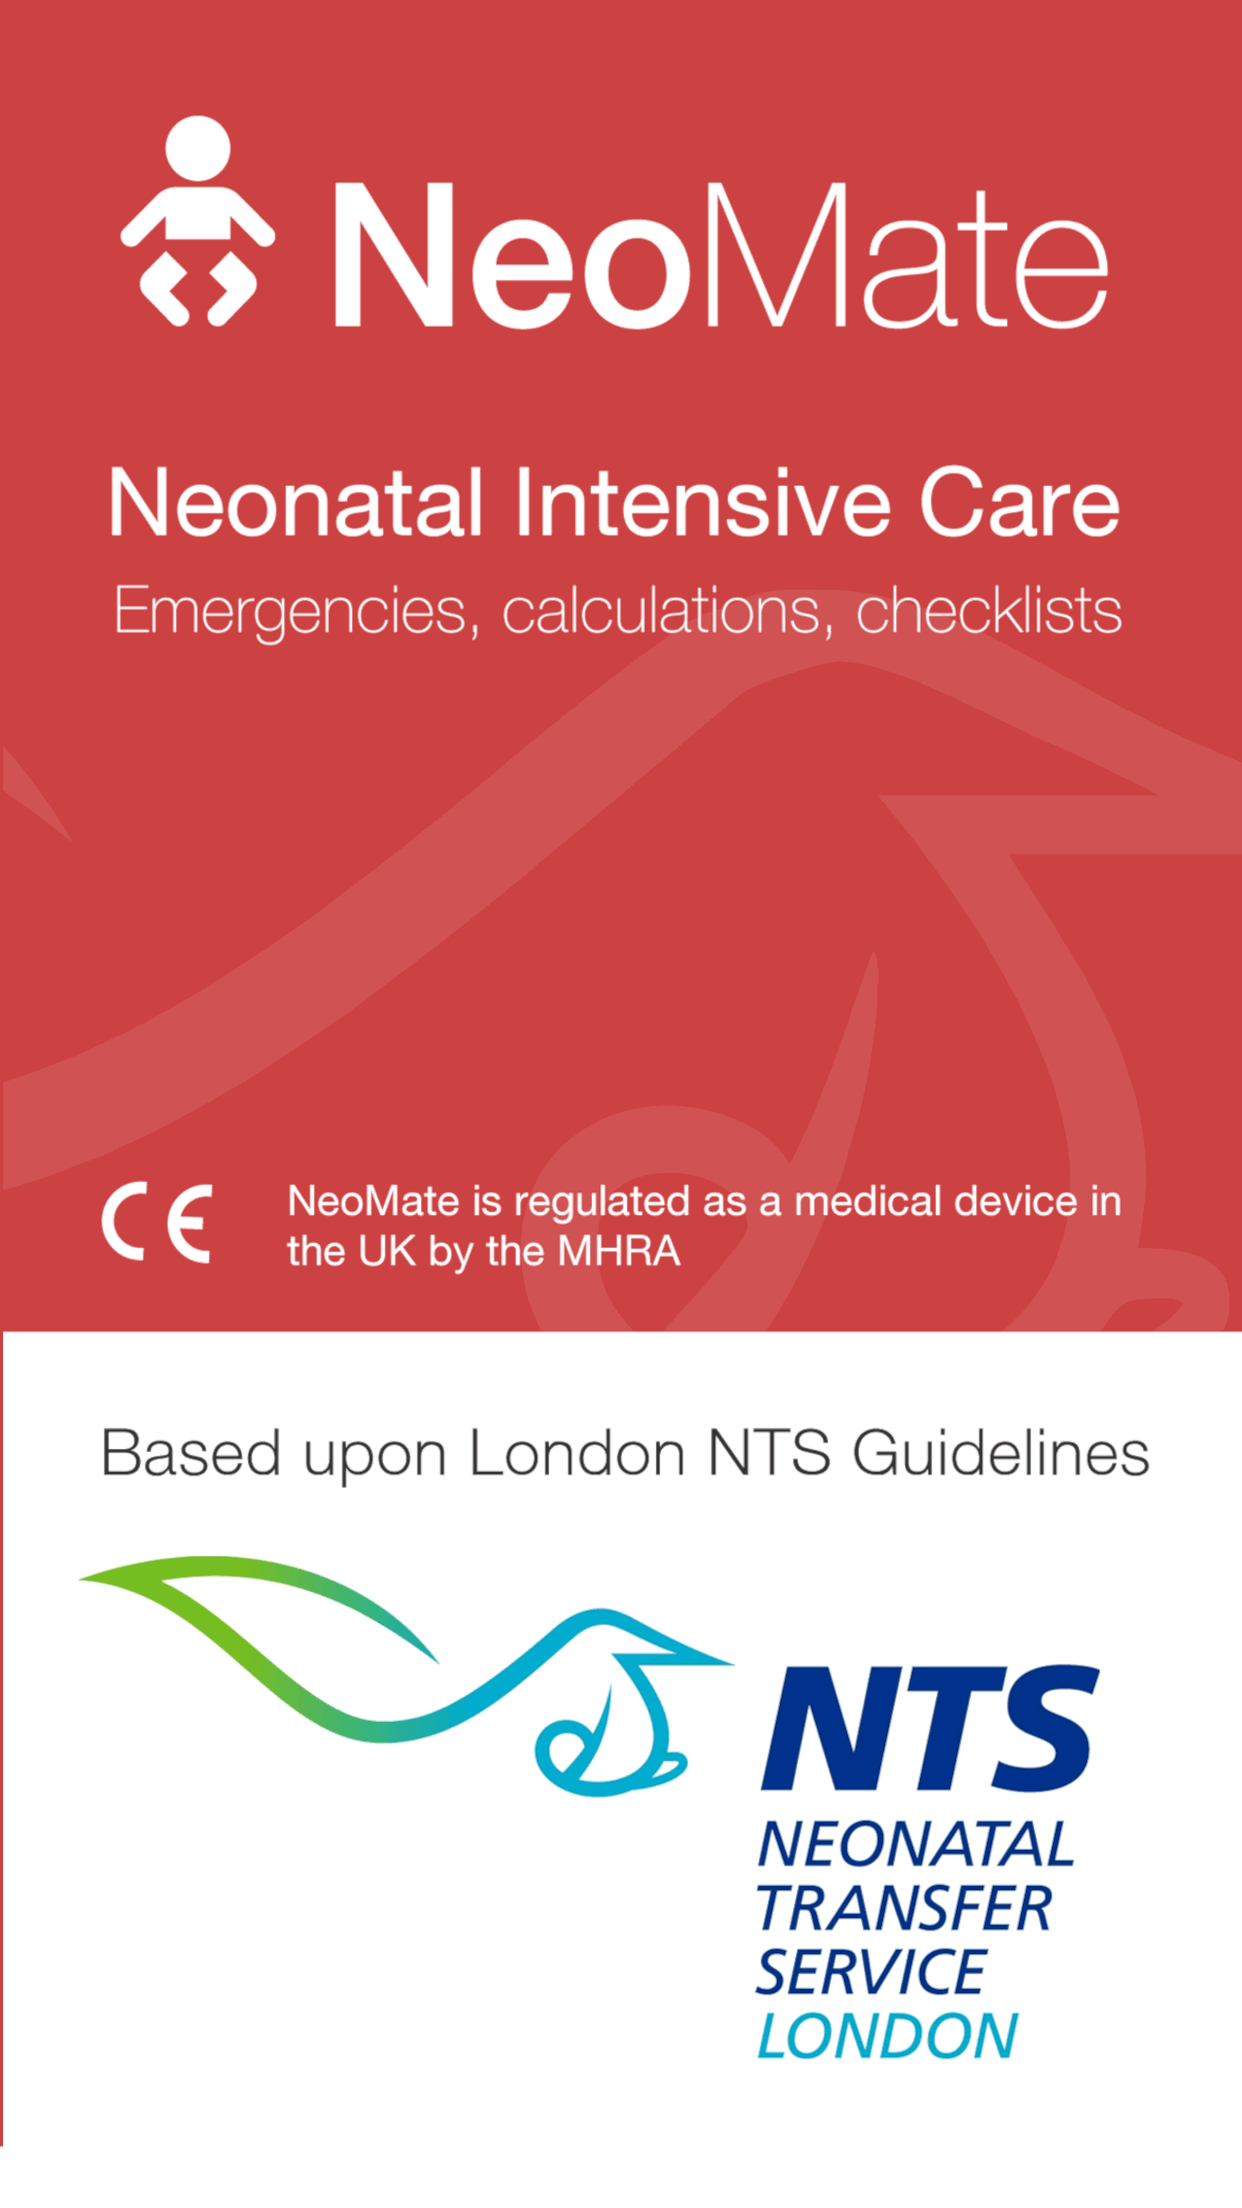 NeoMate
Neonatal Intensive Care
Emergencies, calculations, checklists
CE
NeoMate is regulated as a medical device in
the UK by the MHRA
Based upon London NTS Guidelines
NTS
NEONATAL
TRANSFER
SERVICE
LONDON